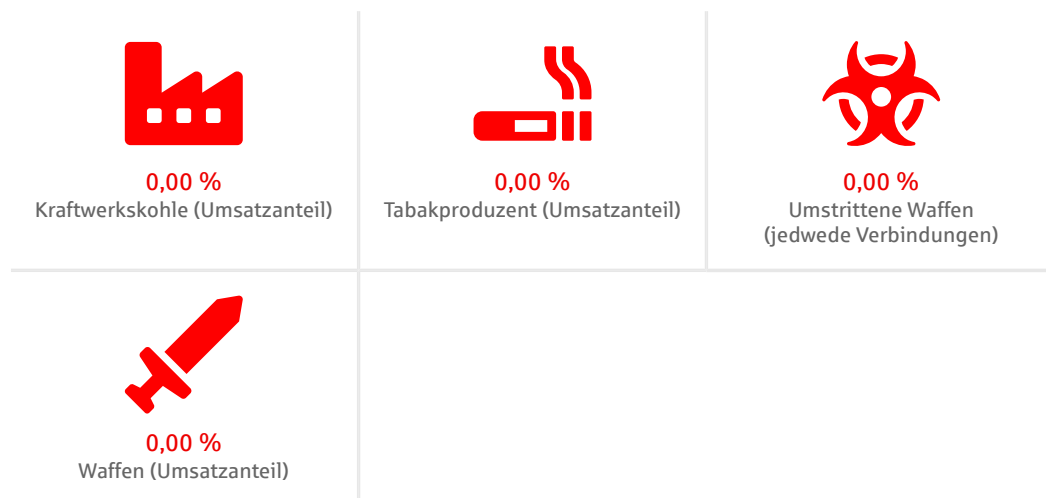 0,00 %
Kraftwerkskohle (Umsatzanteil)
0,00 %
Tabakproduzent (Umsatzanteil)
0,00 %
Umstrittene Waffen
(jedwede Verbindungen)
0,00 %
Waffen (Umsatzanteil)